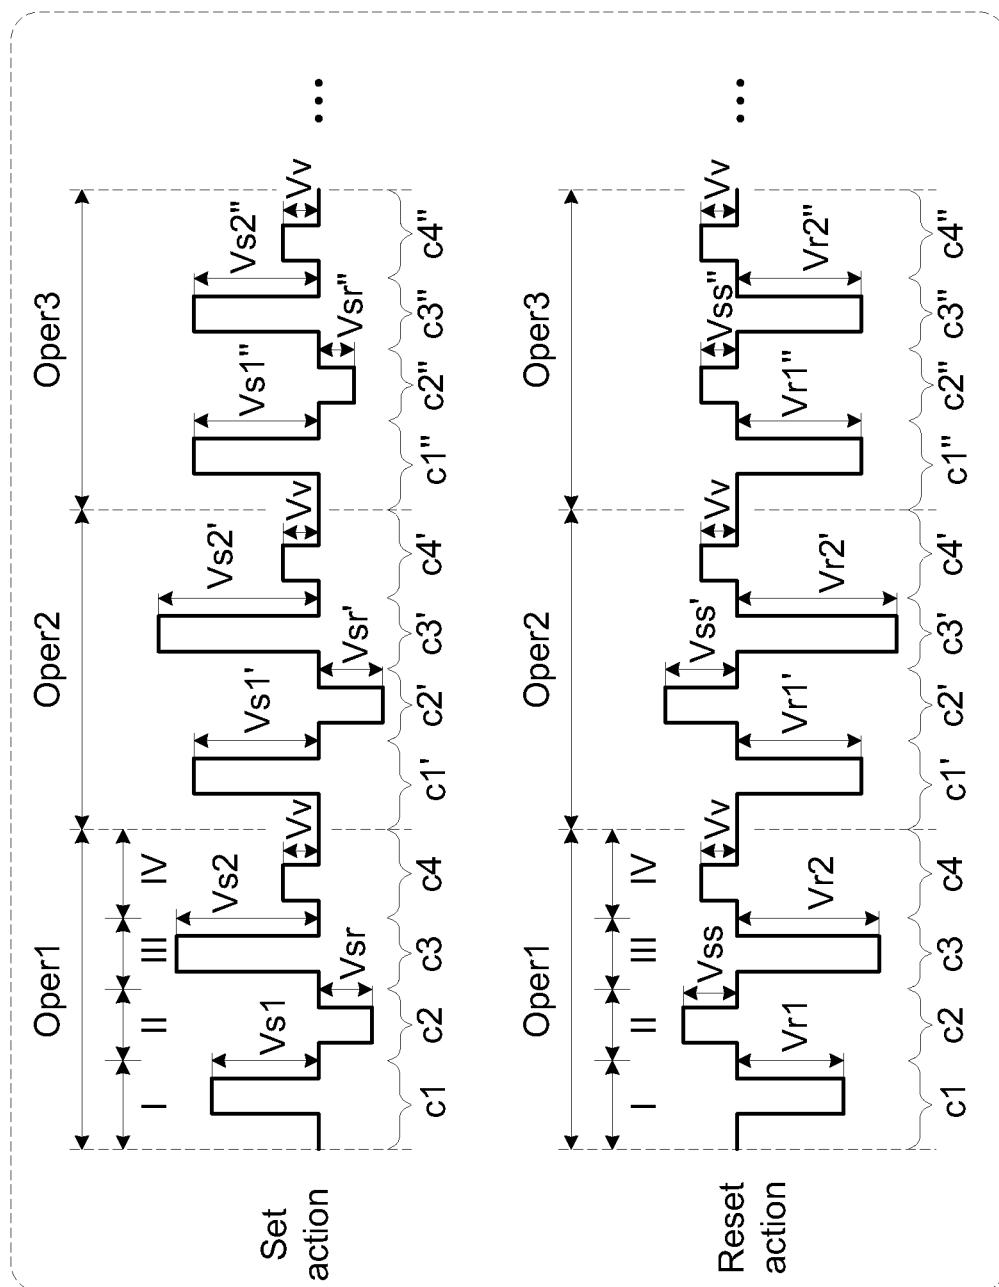 Oper1
Oper2
Oper3
I
II
III
IV
Vs1
Vs2
Vs1'
Vs2'
Vs1"
Vs2"
Vv
Vv
Vv
Set
action
Vsr
Vsr'
Vsr"
...
c1
c2
c3
c4
c1'
c2'
c3'
c4'
c1"
c2"
c3"
c4"
Oper1
Oper2
Oper3
I
II
III
IV
Vss
Vv
Vss'
Vv
Vss"
Vv
Reset
action
Vr1
Vr2
Vr1'
Vr2'
Vr1"
Vr2"
...
c1
c2
c3
c4
c1'
c2'
c3'
c4'
c1"
c2"
c3"
c4"